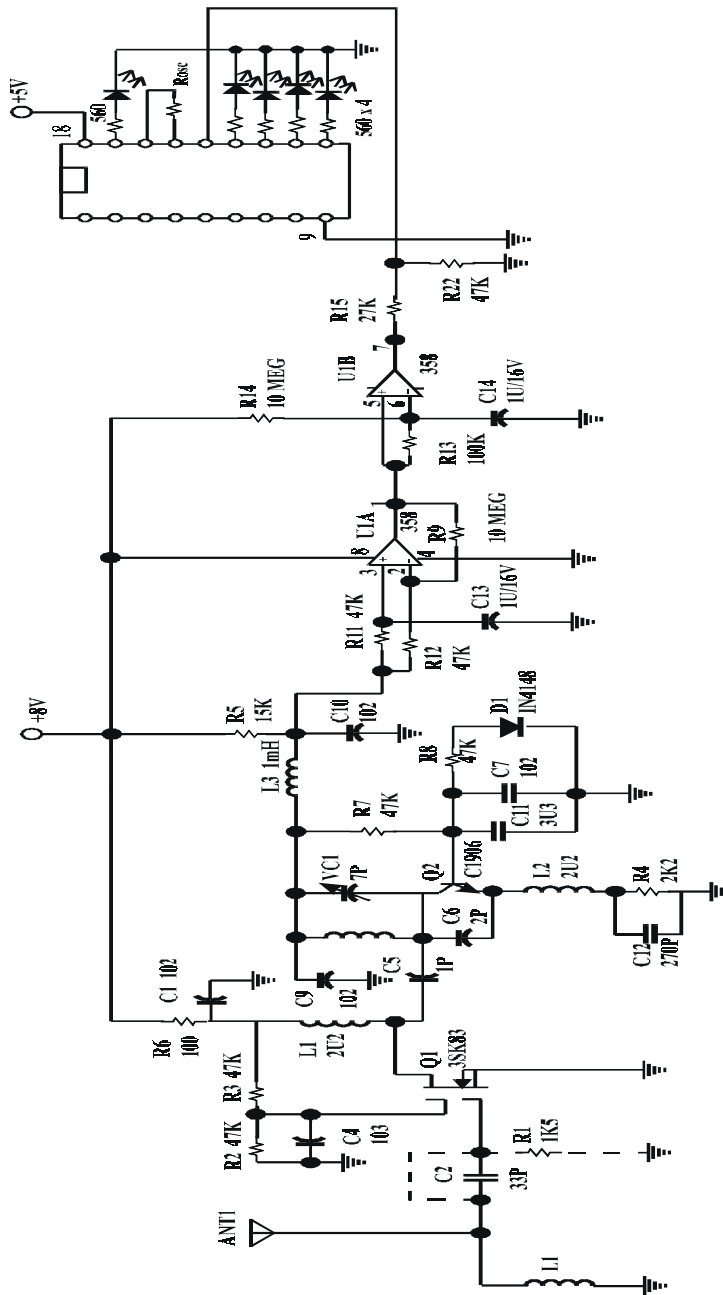 +5V
18
560
Rosc
560 x 4
9
R15
27K
R22
47K
7
U1B
358
5
6
+
-
R14
10 MEG
R13
100K
C14
1U/16V
U1A
358
8
3
2
4
+
-
R9
10 MEG
R11 47K
R12
47K
C13
1U/16V
+8V
R5
15K
L3 1mH
C10
102
R8
47K
D1
IN4148
C7
102
C11
3U3
R7
47K
VC1
7P
Q2
C1906
C6
2P
L2
2U2
R4
2K2
C12
270P
C9
102
C5
1P
C1 102
R6
100
L1
2U2
R3 47K
R2 47K
C4
103
Q1
3SK83
R1
1K5
C2
33P
ANT1
L1